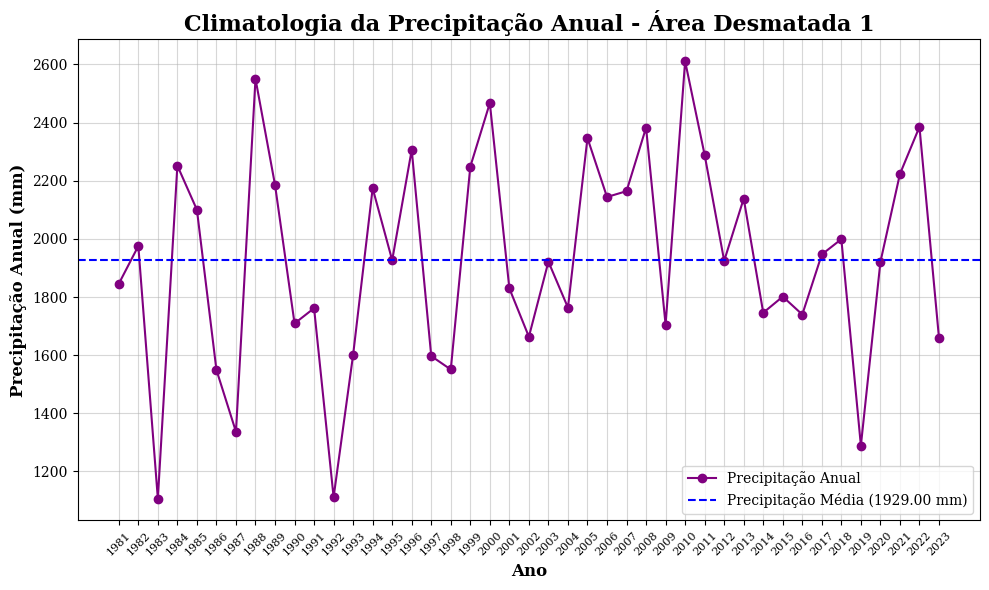 Climatologia da Precipitação Anual - Área Desmatada 1
Precipitação Anual (mm)
2600
2400
2200
2000
1800
1600
1400
1200
Precipitação Anual
Precipitação Média (1929.00 mm)
1981 1982 1983 1984 1985 1986 1987 1988 1989 1990 1991 1992 1993 1994 1995 1996 1997 1998 1999 2000 2001 2002 2003 2004 2005 2006 2007 2008 2009 2010 2011 2012 2013 2014 2015 2016 2017 2018 2019 2020 2021 2022 2023
Ano